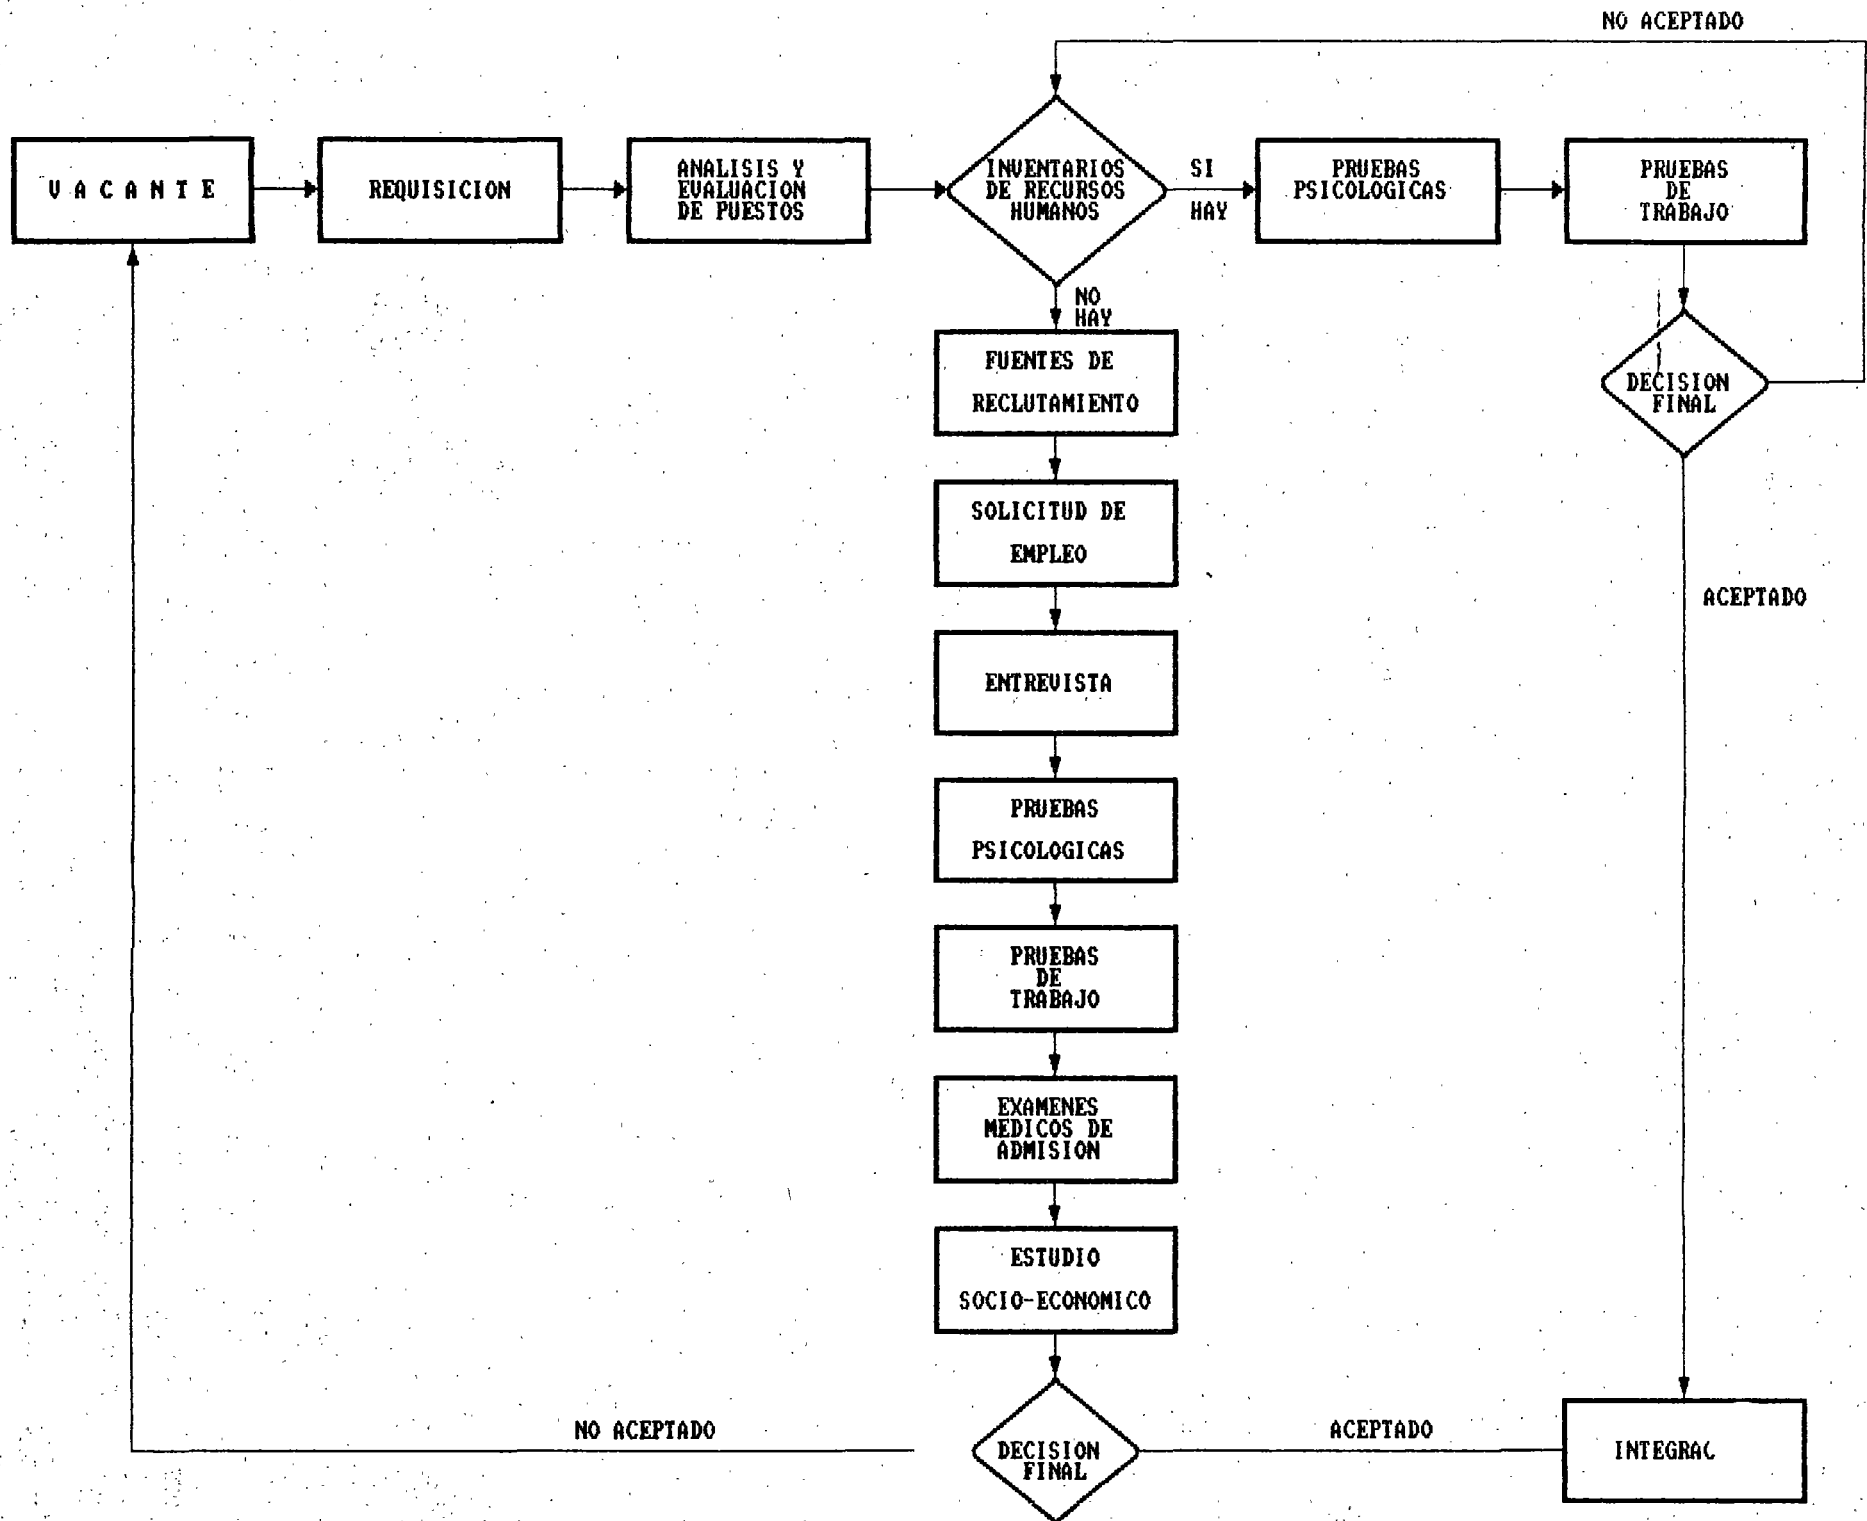 NO ACEPTADO
V A C A N T E
REQUISICION
ANALISIS Y
EVALUACION
DE PUESTOS
INVENTARIOS
DE RECURSOS
HUMANOS
SI
HAY
PRUEBAS
PSICOLOGICAS
PRUEBAS
DE
TRABAJO
NO
HAY
DECISION
FINAL
FUENTES DE
RECLUTAMIENTO
SOLICITUD DE
EMPLEO
ACEPTADO
ENTREVISTA
PRUEBAS
PSICOLOGICAS
PRUEBAS
DE
TRABAJO
EXAMENES
MEDICOS DE
ADMISION
ESTUDIO
SOCIO-ECONOMICO
NO ACEPTADO
DECISION
FINAL
ACEPTADO